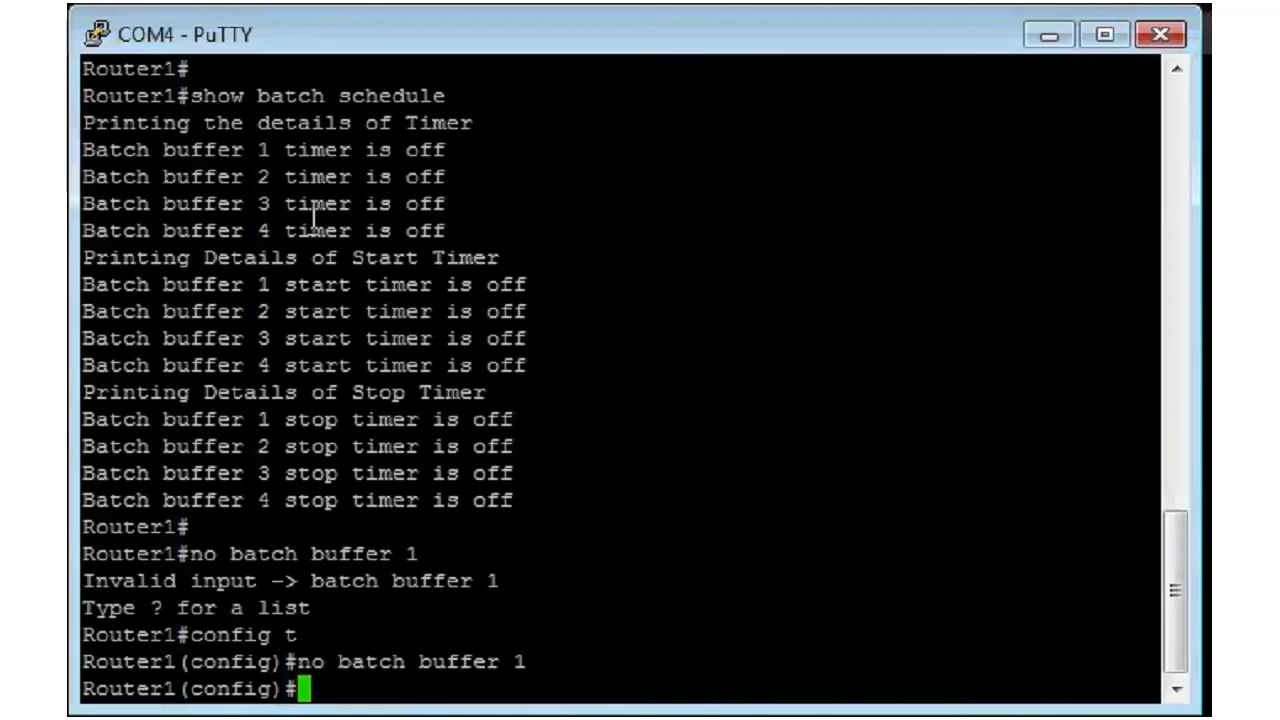 COM4 - PuTTY
Router1#
Router1#show batch schedule
Printing the details of Timer
Batch buffer 1 timer is off
Batch buffer 2 timer is off
Batch buffer 3 timer is off
Batch buffer 4 timer is off
Printing Details of Start Timer
Batch buffer 1 start timer is off
Batch buffer 2 start timer is off
Batch buffer 3 start timer is off
Batch buffer 4 start timer is off
Printing Details of Stop Timer
Batch buffer 1 stop timer is off
Batch buffer 2 stop timer is off
Batch buffer 3 stop timer is off
Batch buffer 4 stop timer is off
Router1#
Router1#no batch buffer 1
Invalid input -> batch buffer 1
Type ? for a list
Router1#config t
Router1(config)#no batch buffer 1
Router1(config)#